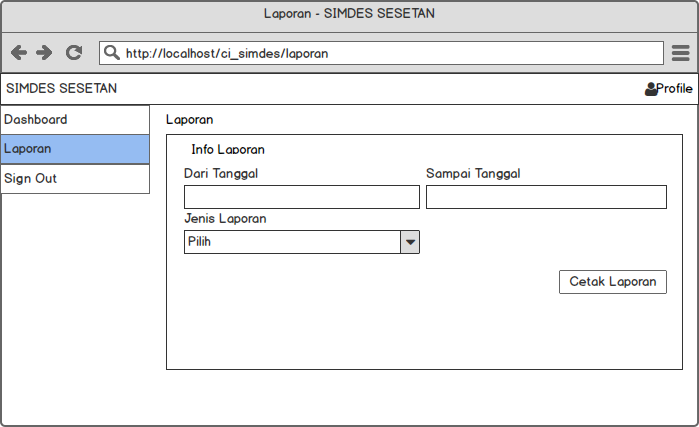 Laporan - SIMDES SESETAN
http://localhost/ci_simdes/laporan
SIMDES SESETAN
Profile
Dashboard
Laporan
Sign Out
Laporan
Info Laporan
Dari Tanggal
Sampai Tanggal
Jenis Laporan
Pilih
Cetak Laporan